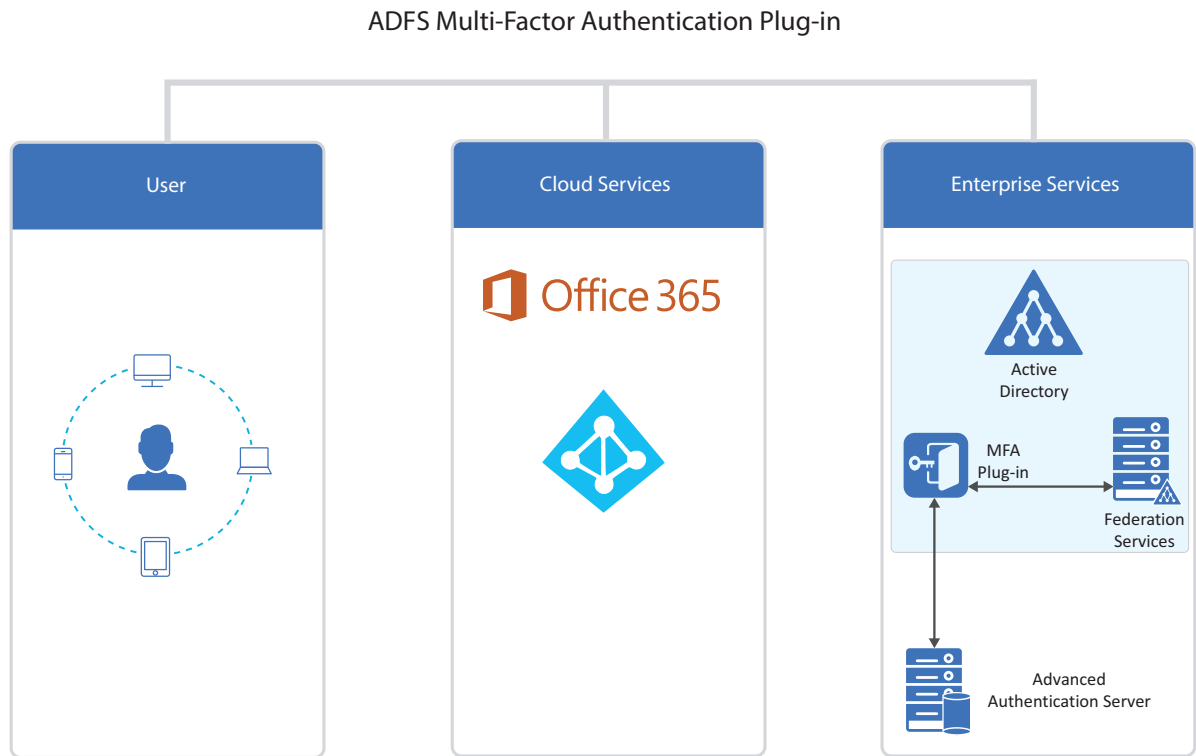 ADFS Multi-Factor Authentication Plug-in
User
Cloud Services
Enterprise Services
Office 365
Active
Directory
MFA
Plug-in
Federation
Services
Advanced
Authentication Server